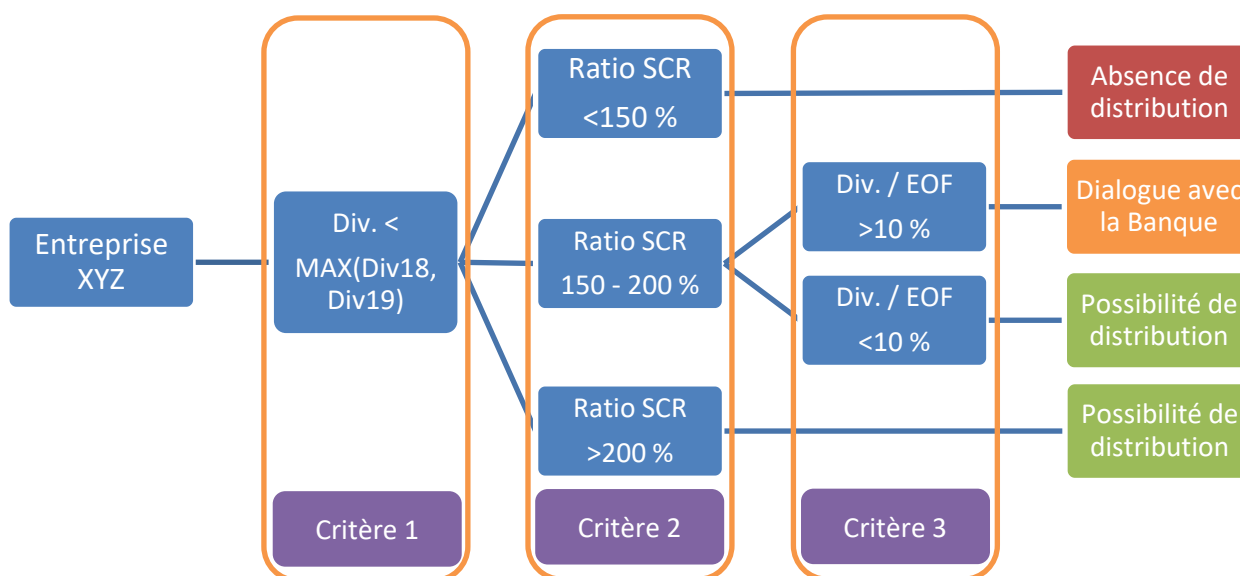 Entreprise
XYZ
Div. <
MAX(Div18,
Div19)
Critère 1
Ratio SCR
<150 %
Ratio SCR
150 - 200 %
Ratio SCR
>200 %
Critère 2
Div. / EOF
>10 %
Div. / EOF
<10 %
Critère 3
Absence de
distribution
Dialogue avec
la Banque
Possibilité de
distribution
Possibilité de
distribution